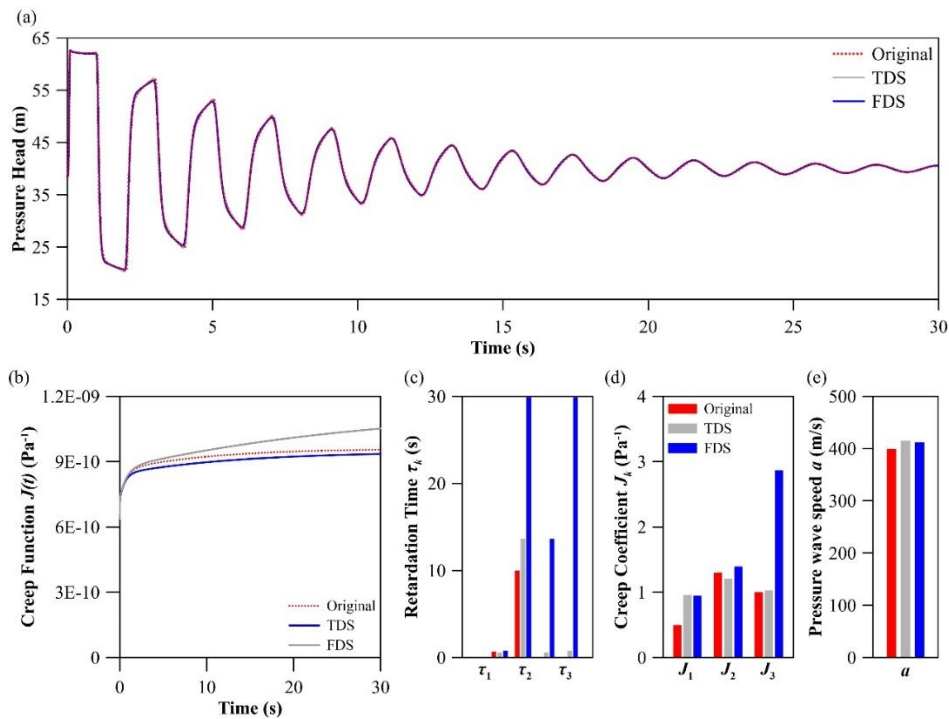 (a)
65
55
45
35
25
15
Pressure Head (m)
Original
TDS
FDS
0
5
10
15
20
25
30
Time (s)
(b)
1.2E-09
9E-10
6E-10
3E-10
0
Creep Function J(t) (Pa⁻¹)
Original
TDS
FDS
0
10
20
30
Time (s)
(c)
30
20
10
0
Retardation Time τₖ (s)
τ₁
τ₂
τ₃
(d)
4
3
2
1
0
Creep Coefficient Jₖ (Pa⁻¹)
Original
TDS
FDS
J₁
J₂
J₃
(e)
500
400
300
200
100
0
Pressure wave speed a (m/s)
a